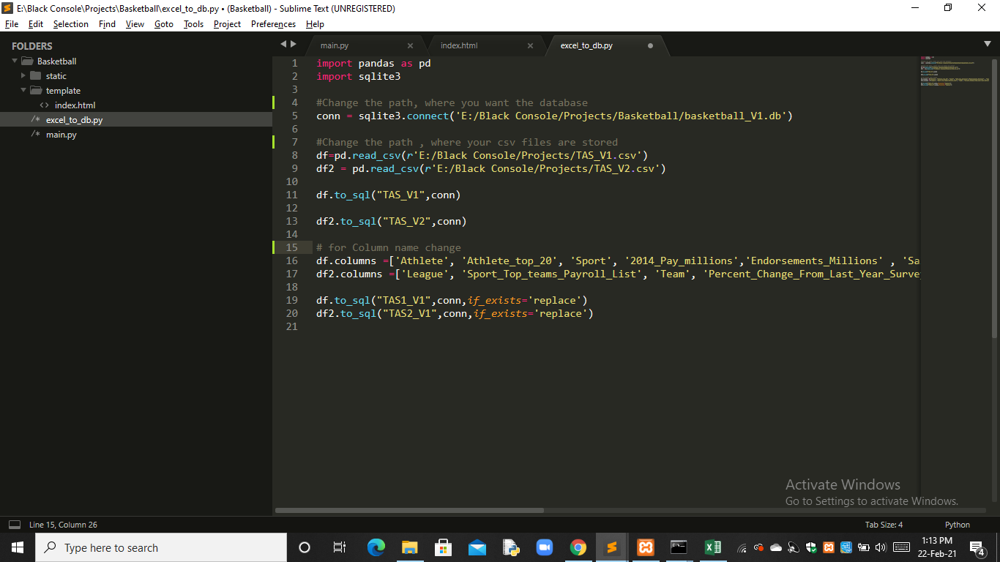 E:\Black Console\Projects\Basketball\excel_to_db.py • (Basketball) - Sublime Text (UNREGISTERED)
File Edit Selection Find View Goto Tools Project Preferences Help
FOLDERS
Basketball
static
template
<> index.html
/* excel_to_db.py
/* main.py
main.py × index.html × excel_to_db.py •
1 import pandas as pd
2 import sqlite3
3
4 #Change the path, where you want the database
5 conn = sqlite3.connect('E:/Black Console/Projects/Basketball/basketball_V1.db')
6
7 #Change the path , where your csv files are stored
8 df=pd.read_csv(r'E:/Black Console/Projects/TAS_V1.csv')
9 df2 = pd.read_csv(r'E:/Black Console/Projects/TAS_V2.csv')
10
11 df.to_sql("TAS_V1",conn)
12
13 df2.to_sql("TAS_V2",conn)
14
15 # for Column name change
16 df.columns =['Athlete', 'Athlete_top_20', 'Sport', '2014_Pay_millions','Endorsements_Millions' , 'Sa
17 df2.columns =['League', 'Sport_Top_teams_Payroll_List', 'Team', 'Percent_Change_From_Last_Year_Surve
18
19 df.to_sql("TAS1_V1",conn,if_exists='replace')
20 df2.to_sql("TAS2_V1",conn,if_exists='replace')
21
Activate Windows
Go to Settings to activate Windows.
Line 15, Column 26
Tab Size: 4
Python
Type here to search
1:13 PM
22-Feb-21
4